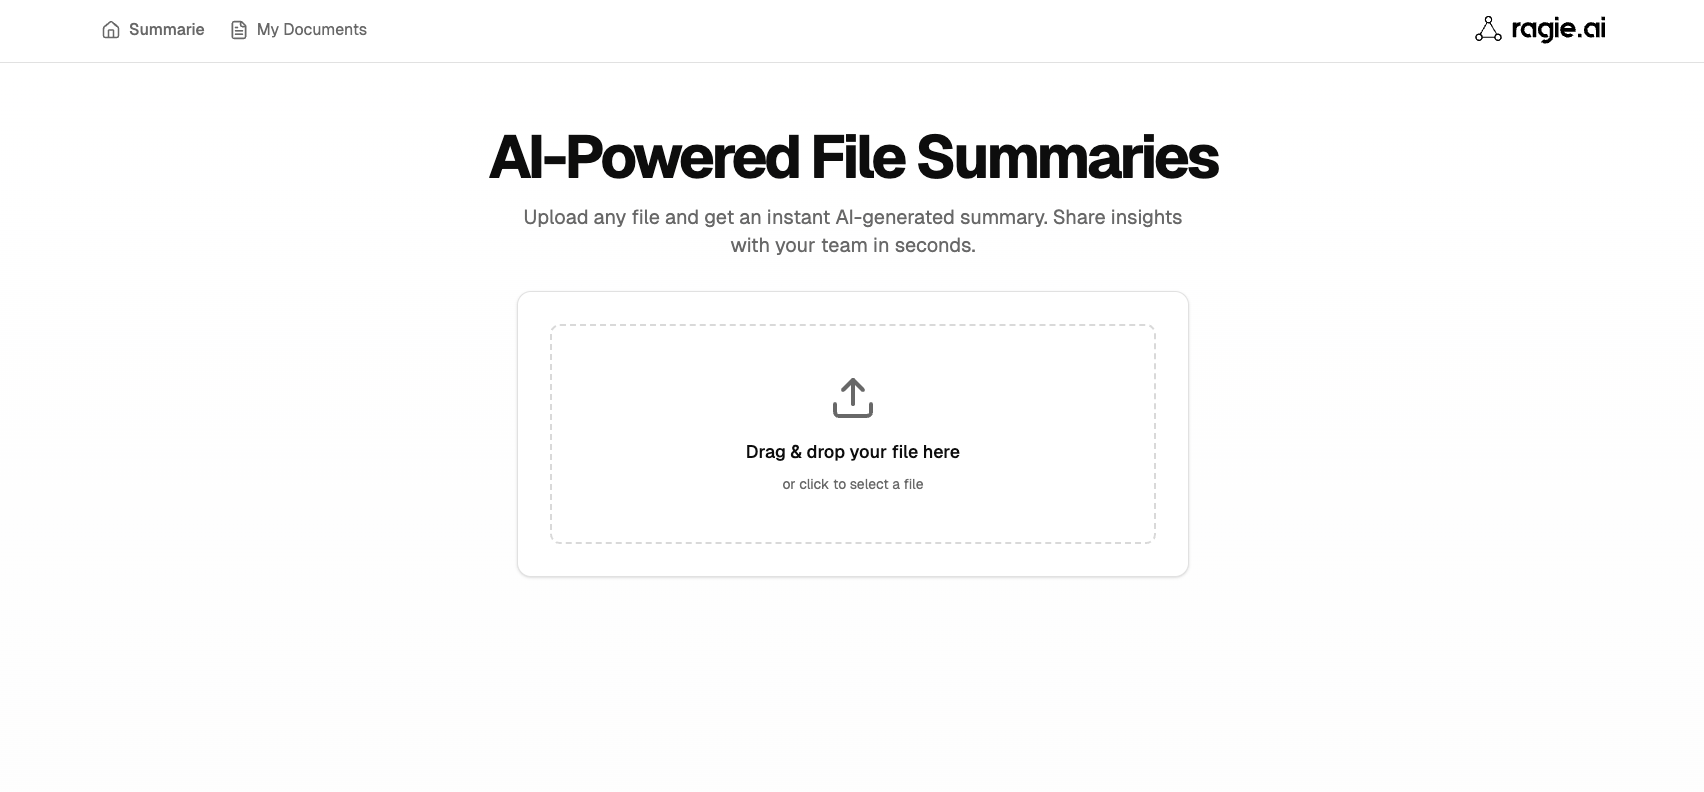 Summarie
My Documents
ragie.ai
AI-Powered File Summaries
Upload any file and get an instant AI-generated summary. Share insights
with your team in seconds.
Drag & drop your file here
or click to select a file